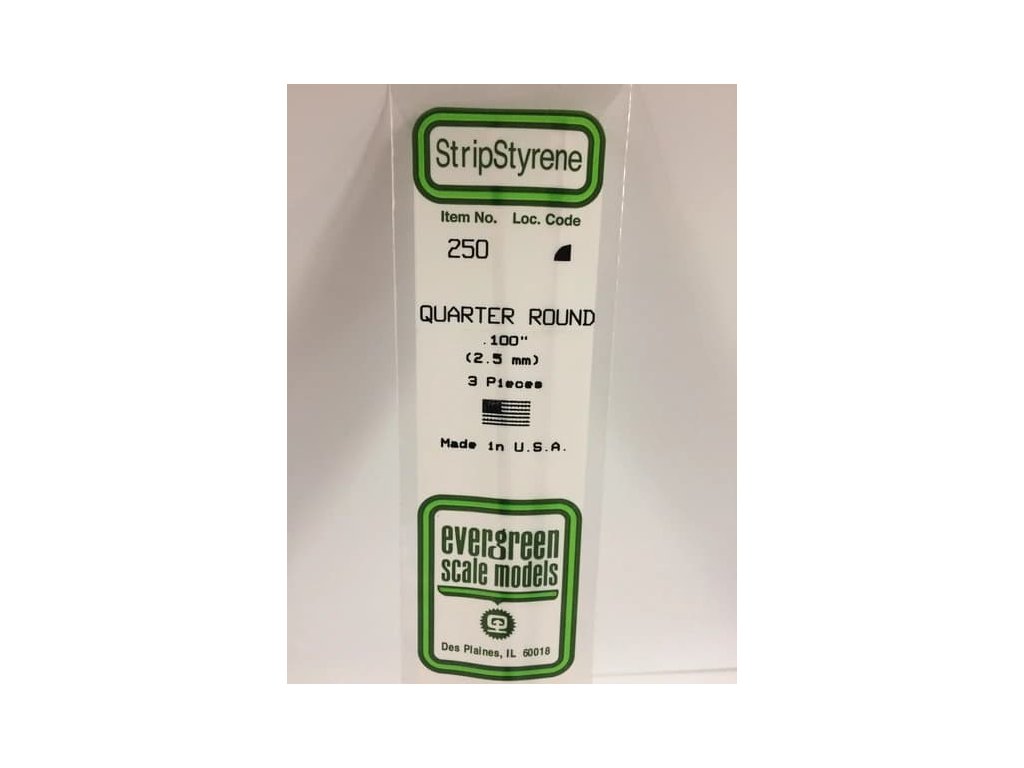 StripStyrene
Item No. Loc. Code
250
QUARTER ROUND
.100"
(2.5 mm)
3 Pieces
Made in U.S.A.
evergreen
scale models
Des Plaines, IL 60018